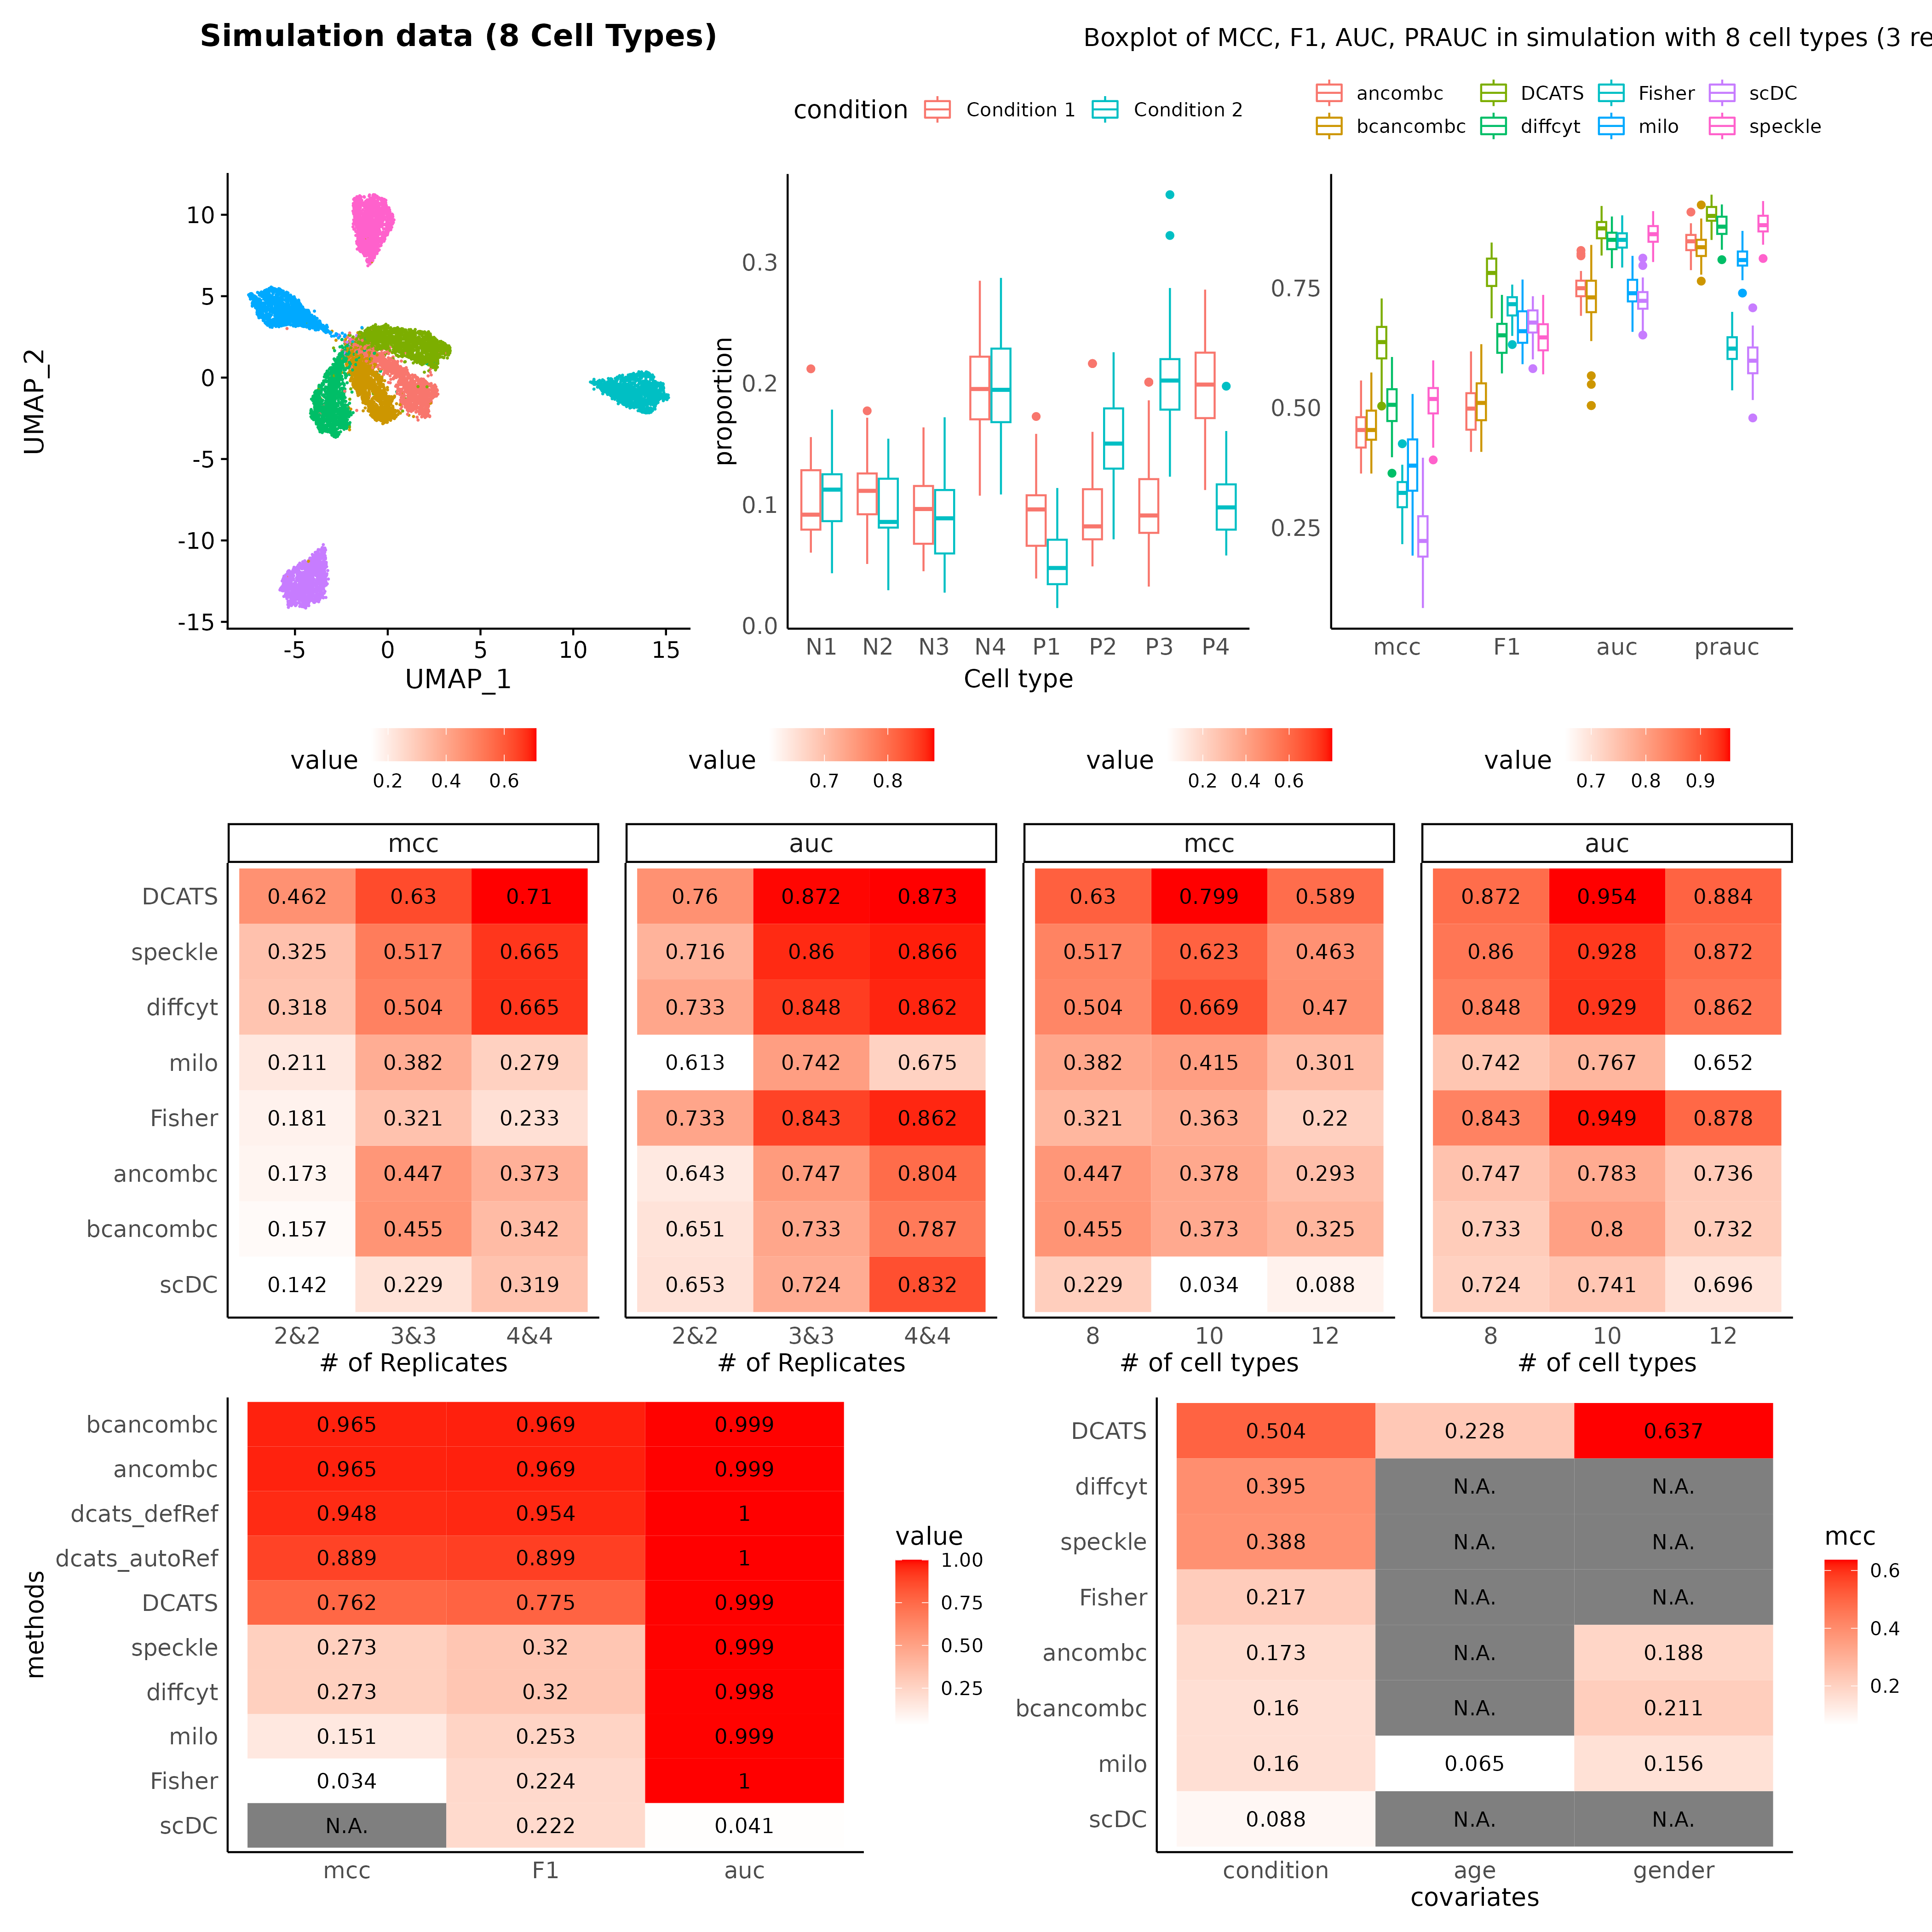 Simulation data (8 Cell Types)
Boxplot of MCC, F1, AUC, PRAUC in simulation with 8 cell types (3 re
condition Condition 1 Condition 2
ancombc DCATS Fisher scDC
bcancombc diffcyt milo speckle
UMAP_2
10
5
0
-5
-10
-15
-5 0 5 10 15
UMAP_1
proportion
0.3
0.2
0.1
0.0
N1 N2 N3 N4 P1 P2 P3 P4
Cell type
0.75
0.50
0.25
mcc F1 auc prauc
value 0.2 0.4 0.6
value 0.7 0.8
value 0.2 0.4 0.6
value 0.7 0.8 0.9
mcc auc mcc auc
DCATS 0.462 0.63 0.71 0.76 0.872 0.873 0.63 0.799 0.589 0.872 0.954 0.884
speckle 0.325 0.517 0.665 0.716 0.86 0.866 0.517 0.623 0.463 0.86 0.928 0.872
diffcyt 0.318 0.504 0.665 0.733 0.848 0.862 0.504 0.669 0.47 0.848 0.929 0.862
milo 0.211 0.382 0.279 0.613 0.742 0.675 0.382 0.415 0.301 0.742 0.767 0.652
Fisher 0.181 0.321 0.233 0.733 0.843 0.862 0.321 0.363 0.22 0.843 0.949 0.878
ancombc 0.173 0.447 0.373 0.643 0.747 0.804 0.447 0.378 0.293 0.747 0.783 0.736
bcancombc 0.157 0.455 0.342 0.651 0.733 0.787 0.455 0.373 0.325 0.733 0.8 0.732
scDC 0.142 0.229 0.319 0.653 0.724 0.832 0.229 0.034 0.088 0.724 0.741 0.696
2&2 3&3 4&4 2&2 3&3 4&4 8 10 12 8 10 12
# of Replicates # of Replicates # of cell types # of cell types
methods
bcancombc 0.965 0.969 0.999
ancombc 0.965 0.969 0.999
dcats_defRef 0.948 0.954 1
dcats_autoRef 0.889 0.899 1
DCATS 0.762 0.775 0.999
speckle 0.273 0.32 0.999
diffcyt 0.273 0.32 0.998
milo 0.151 0.253 0.999
Fisher 0.034 0.224 1
scDC N.A. 0.222 0.041
mcc F1 auc
value
1.00
0.75
0.50
0.25
DCATS 0.504 0.228 0.637
diffcyt 0.395 N.A. N.A.
speckle 0.388 N.A. N.A.
Fisher 0.217 N.A. N.A.
ancombc 0.173 N.A. 0.188
bcancombc 0.16 N.A. 0.211
milo 0.16 0.065 0.156
scDC 0.088 N.A. N.A.
condition age gender
covariates
mcc
0.6
0.4
0.2